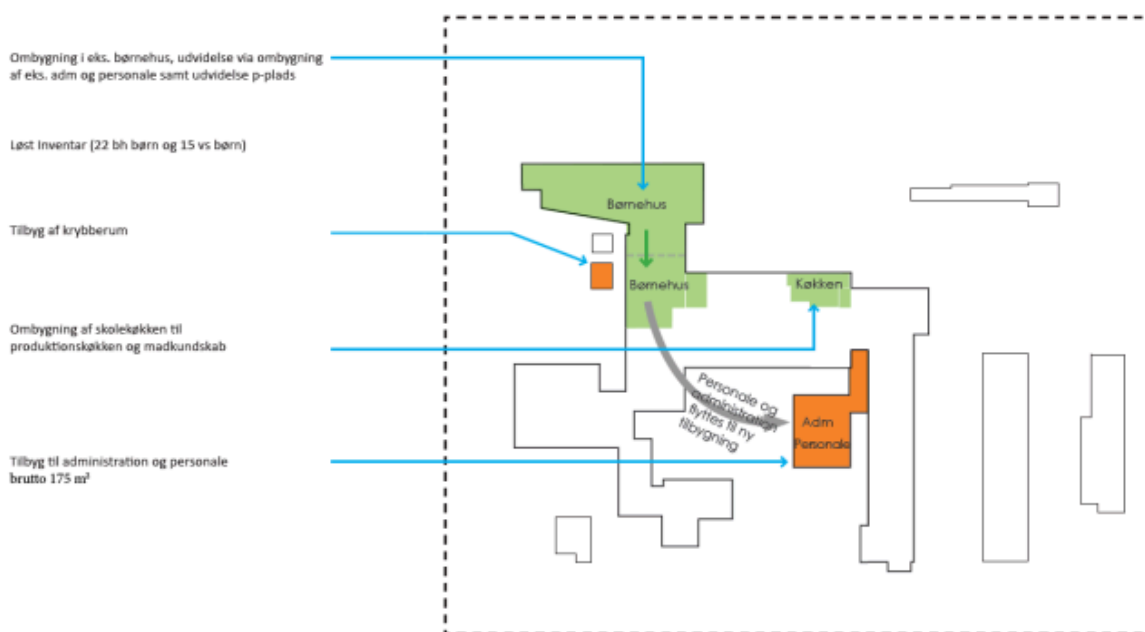 Ombygning i eks. børnehus, udvidelse via ombygning
af eks. adm og personale samt udvidelse p-plads
Løst Inventar (22 bh børn og 15 vs børn)
Tilbyg af krybberum
Ombygning af skolekøkken til
produktionskøkken og madkundskab
Tilbyg til administration og personale
brutto 175 m²
Børnehus
Børnehus
Køkken
Personale og
administration
flyttes til ny
tilbygning
Adm
Personale